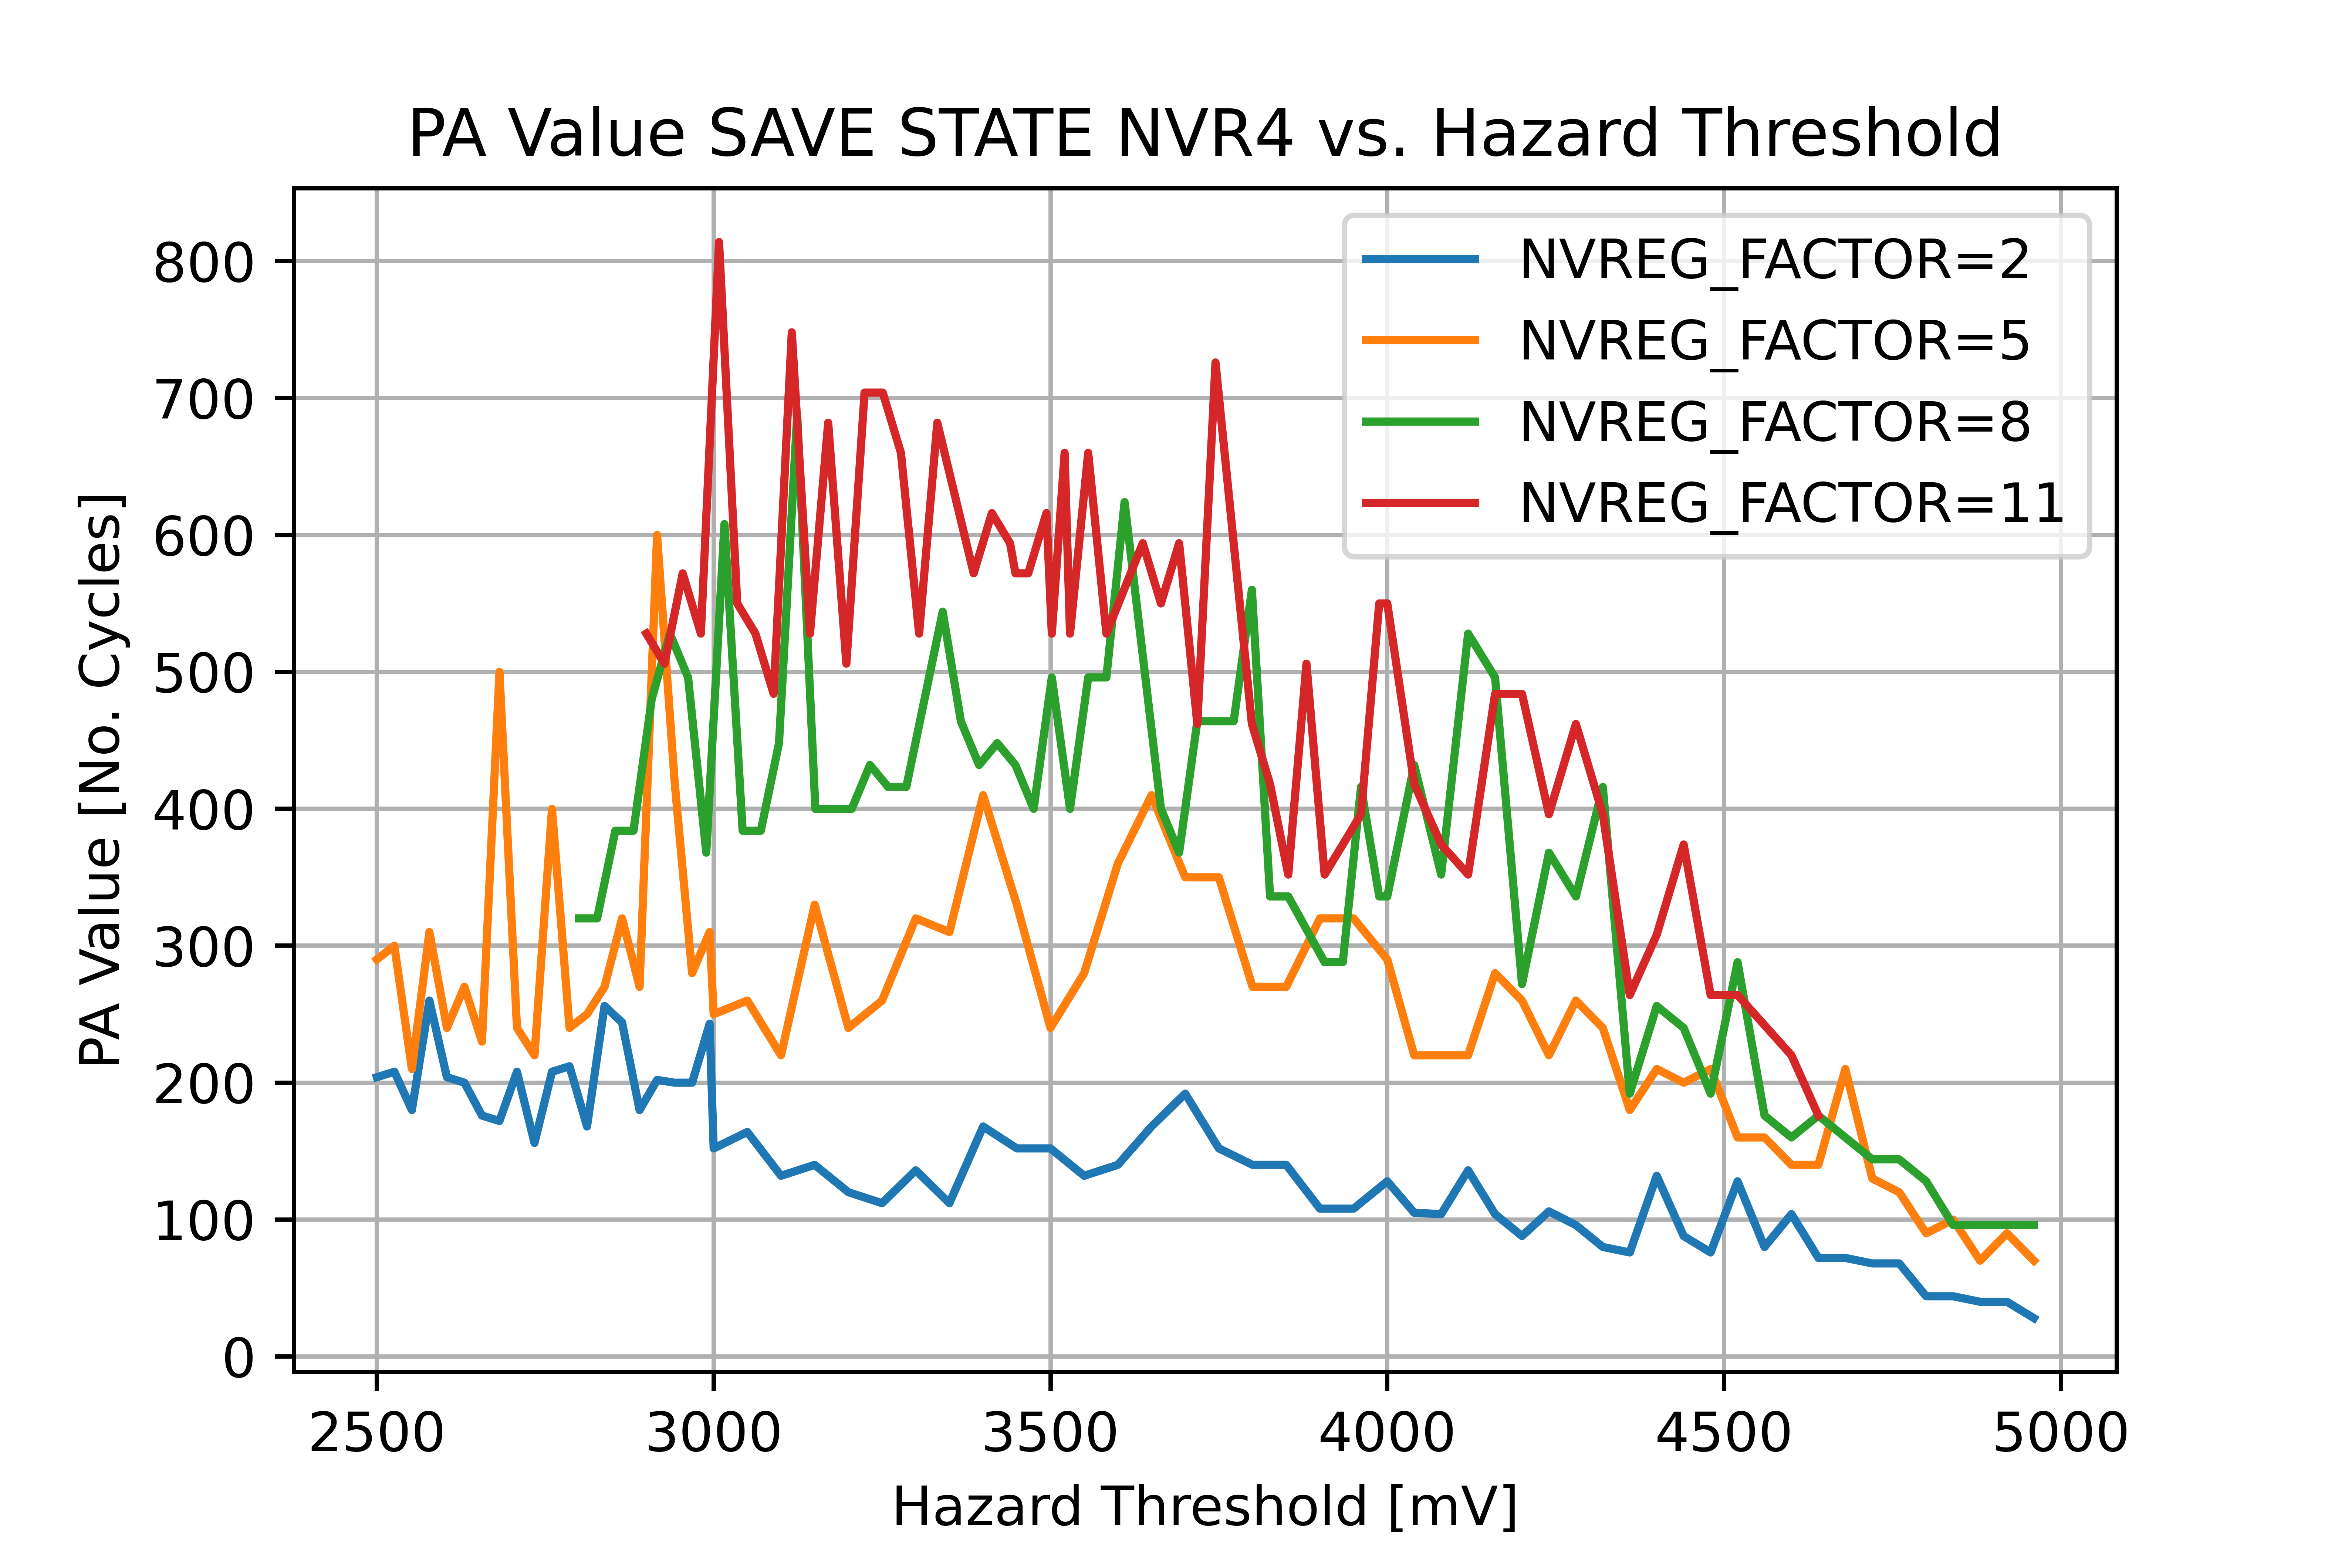 PA Value SAVE STATE NVR4 vs. Hazard Threshold
NVREG_FACTOR=2
NVREG_FACTOR=5
NVREG_FACTOR=8
NVREG_FACTOR=11
PA Value [No. Cycles]
800
700
600
500
400
300
200
100
0
2500 3000 3500 4000 4500 5000
Hazard Threshold [mV]